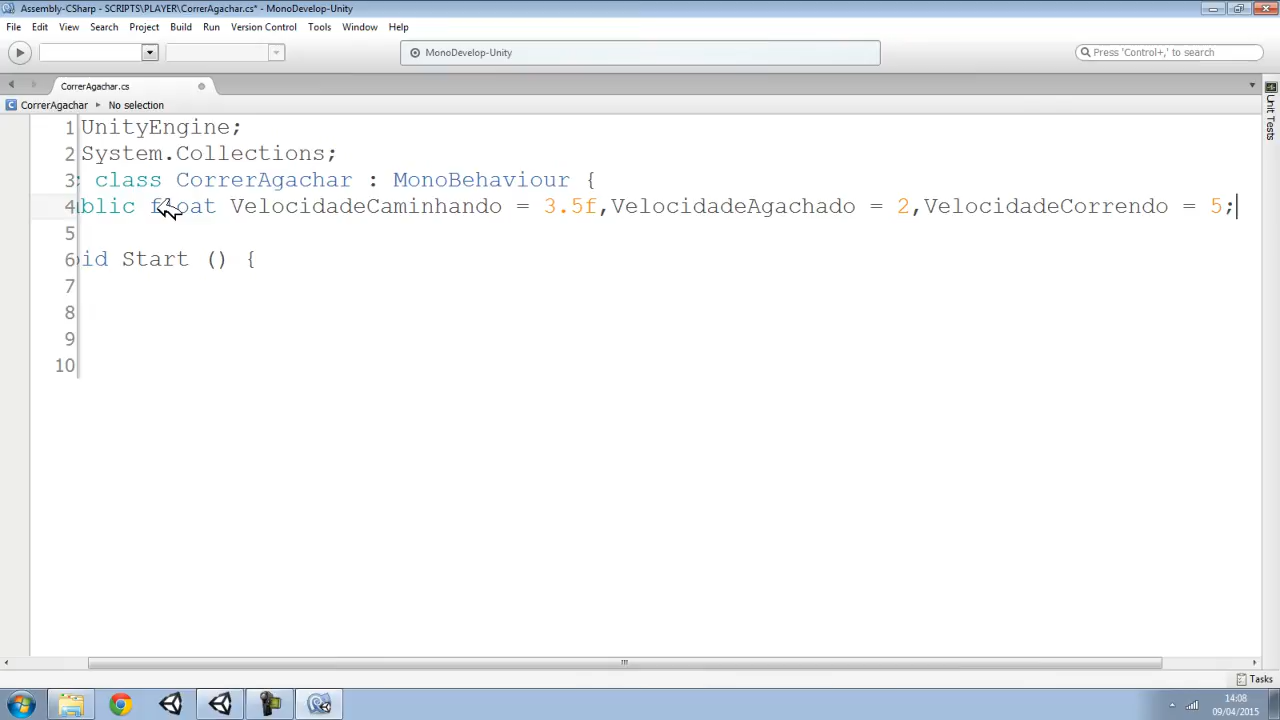 Assembly-CSharp - SCRIPTS\PLAYER\CorrerAgachar.cs* - MonoDevelop-Unity
File Edit View Search Project Build Run Version Control Tools Window Help
MonoDevelop-Unity
Press 'Control+,' to search
CorrerAgachar.cs
CorrerAgachar No selection
Unit Tests
1 UnityEngine;
2 System.Collections;
3 class CorrerAgachar : MonoBehaviour {
4 blic float VelocidadeCaminhando = 3.5f,VelocidadeAgachado = 2,VelocidadeCorrendo = 5;
5
6 id Start () {
7
8
9
10
Tasks
14:08
09/04/2015